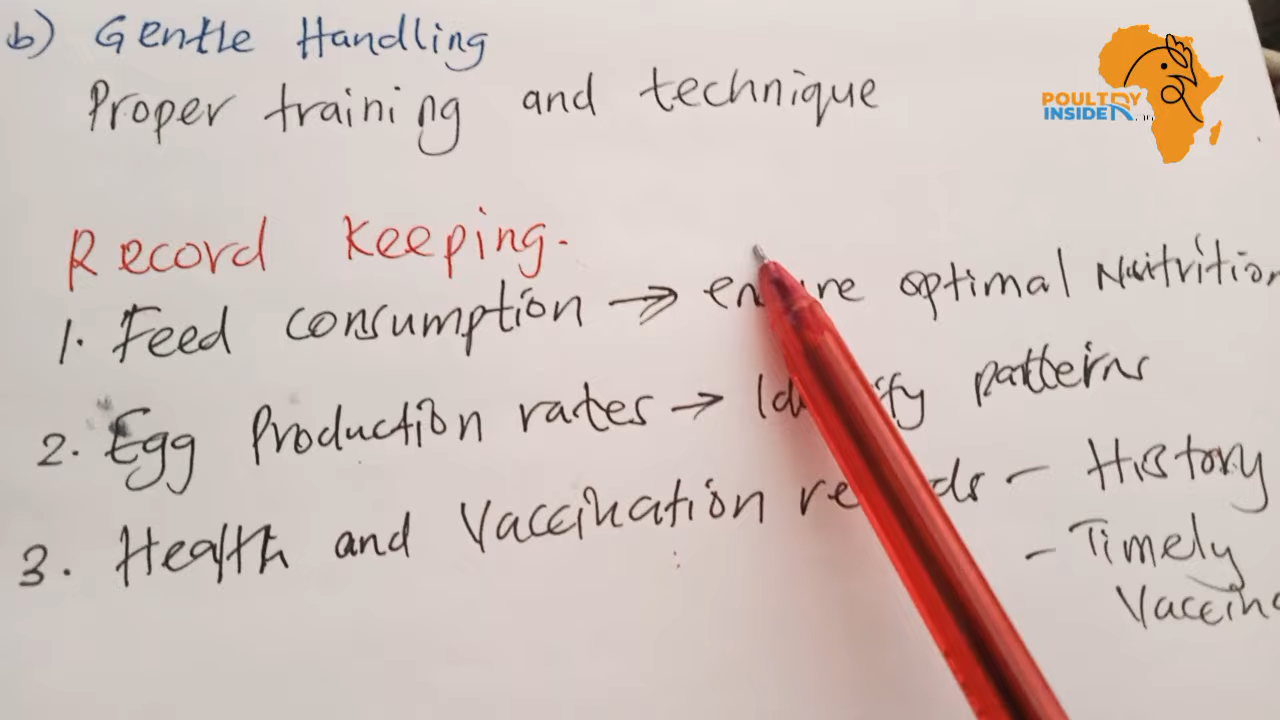 b) Gentle Handling
Proper training and technique
POULTRY
INSIDER
Record Keeping.
1. Feed consumption → optimal Nutrition
2. Egg Production rates → patterns
3. Health and Vaccination - History
- Timely